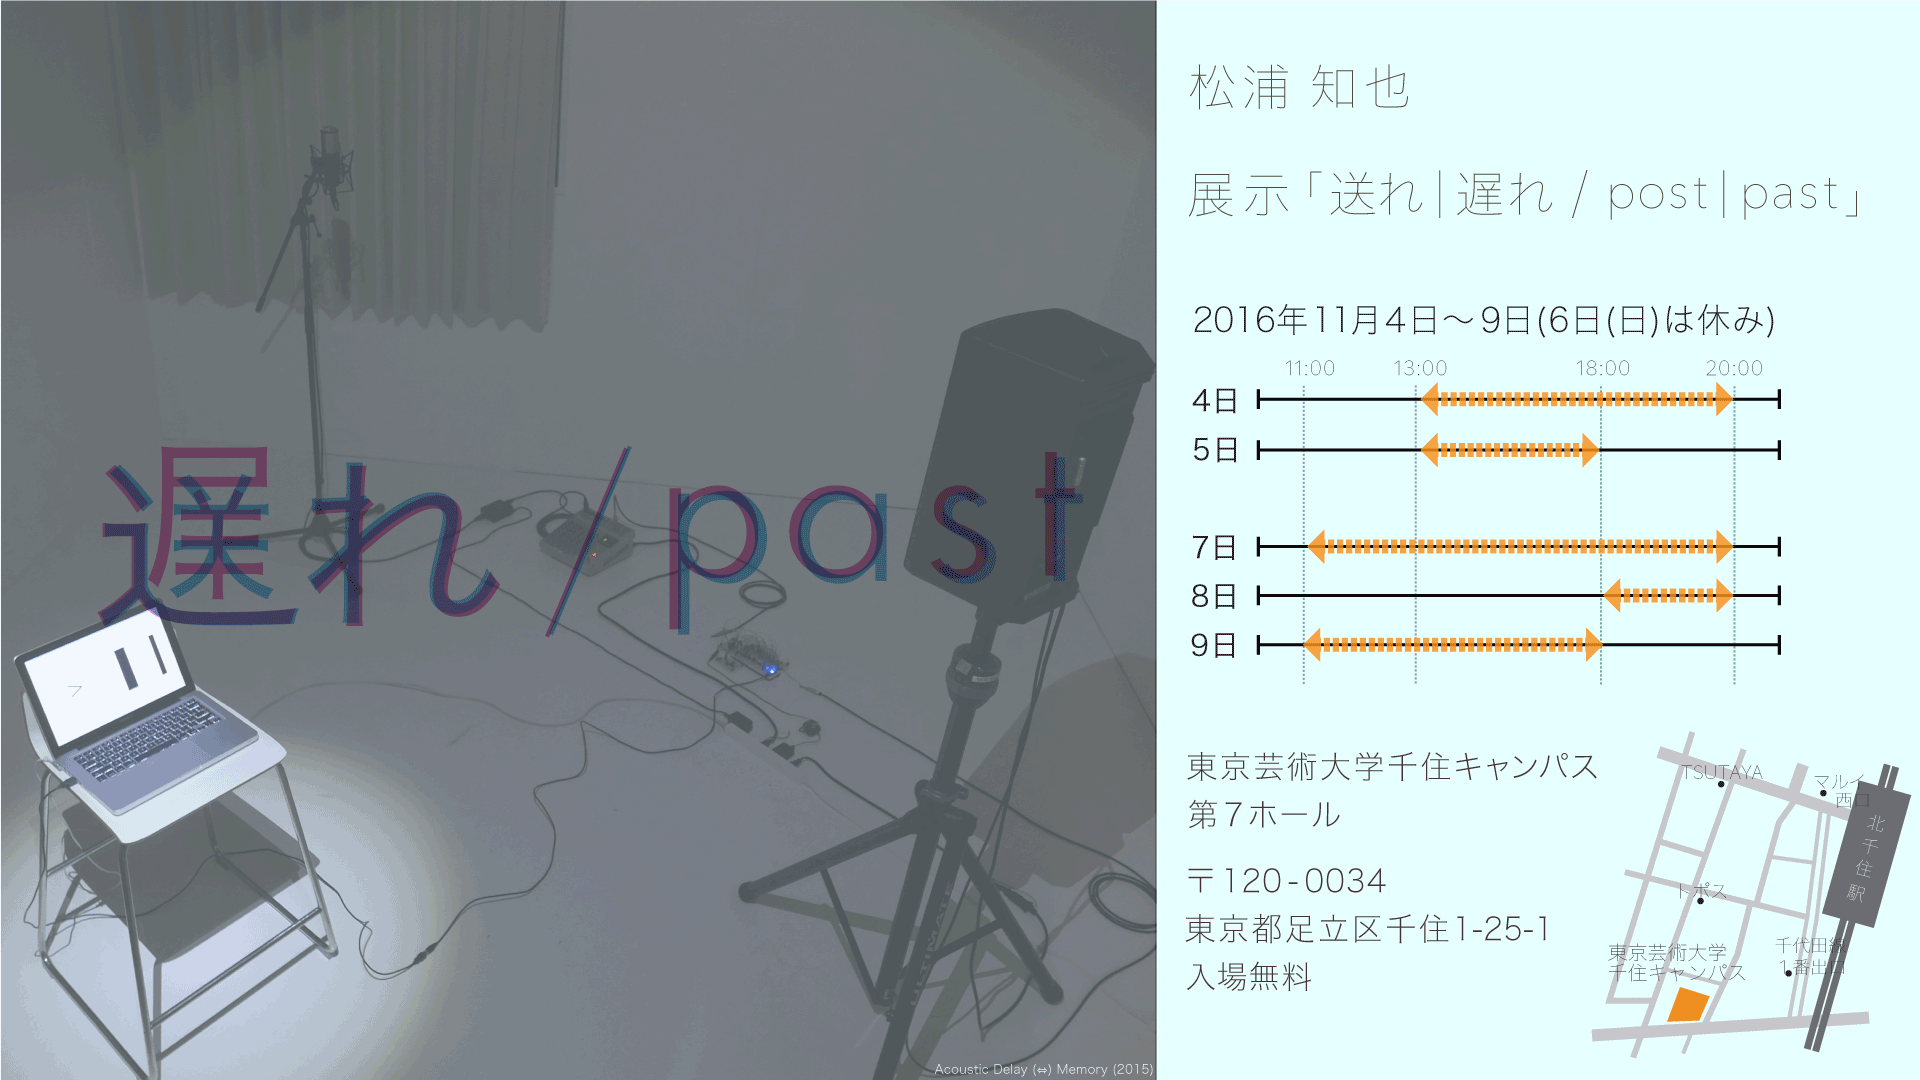 遅れ/past
Acoustic Delay (⇔) Memory (2015)
松浦 知也
展示「送れ|遅れ / post|past」
2016年11月4日〜9日(6日(日)は休み)
11:00 13:00 18:00 20:00
4日
5日
7日
8日
9日
東京芸術大学千住キャンパス
第7ホール
〒120-0034
東京都足立区千住1-25-1
入場無料
TSUTAYA
マルイ
西口
北千住駅
トポス
東京芸術大学
千住キャンパス
千代田線
1番出口